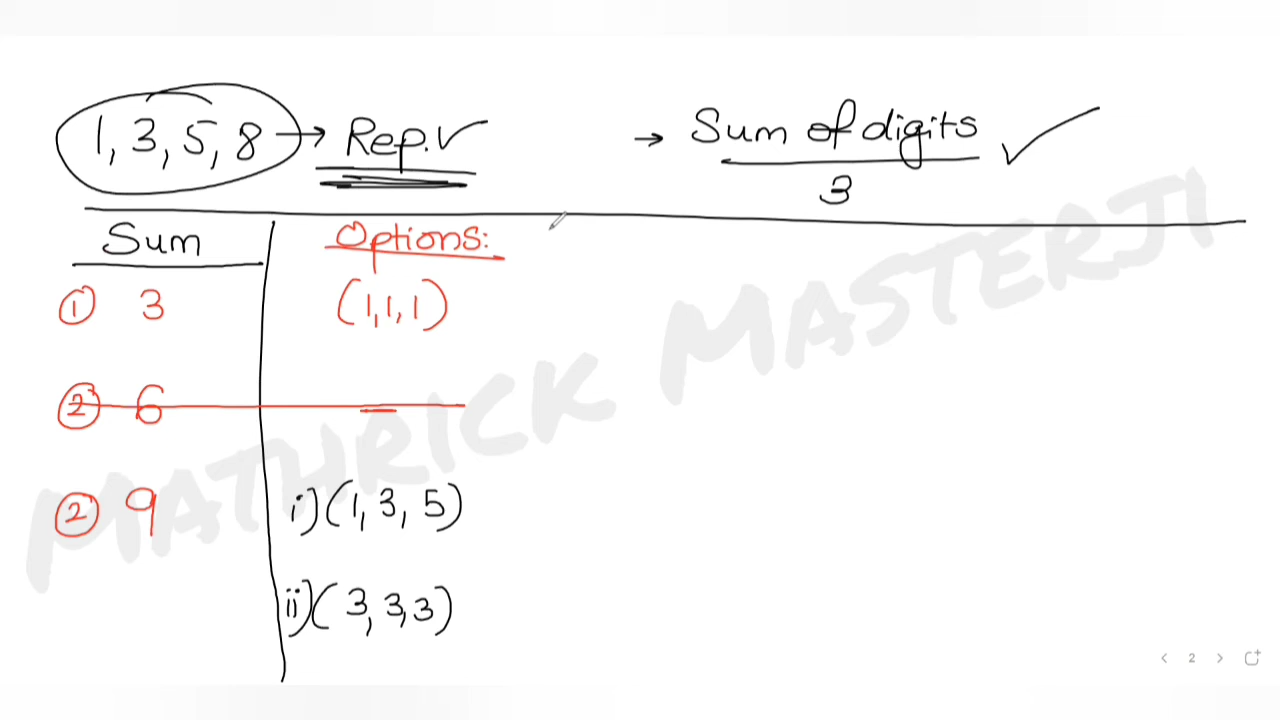 1, 3, 5, 8 → Rep. ✓ → Sum of digits ✓
3
Sum Options:
① 3 (1, 1, 1)
② 6 —
② 9 i) (1, 3, 5)
ii) (3, 3, 3)
MATHRICK MASTERJI
< 2 >